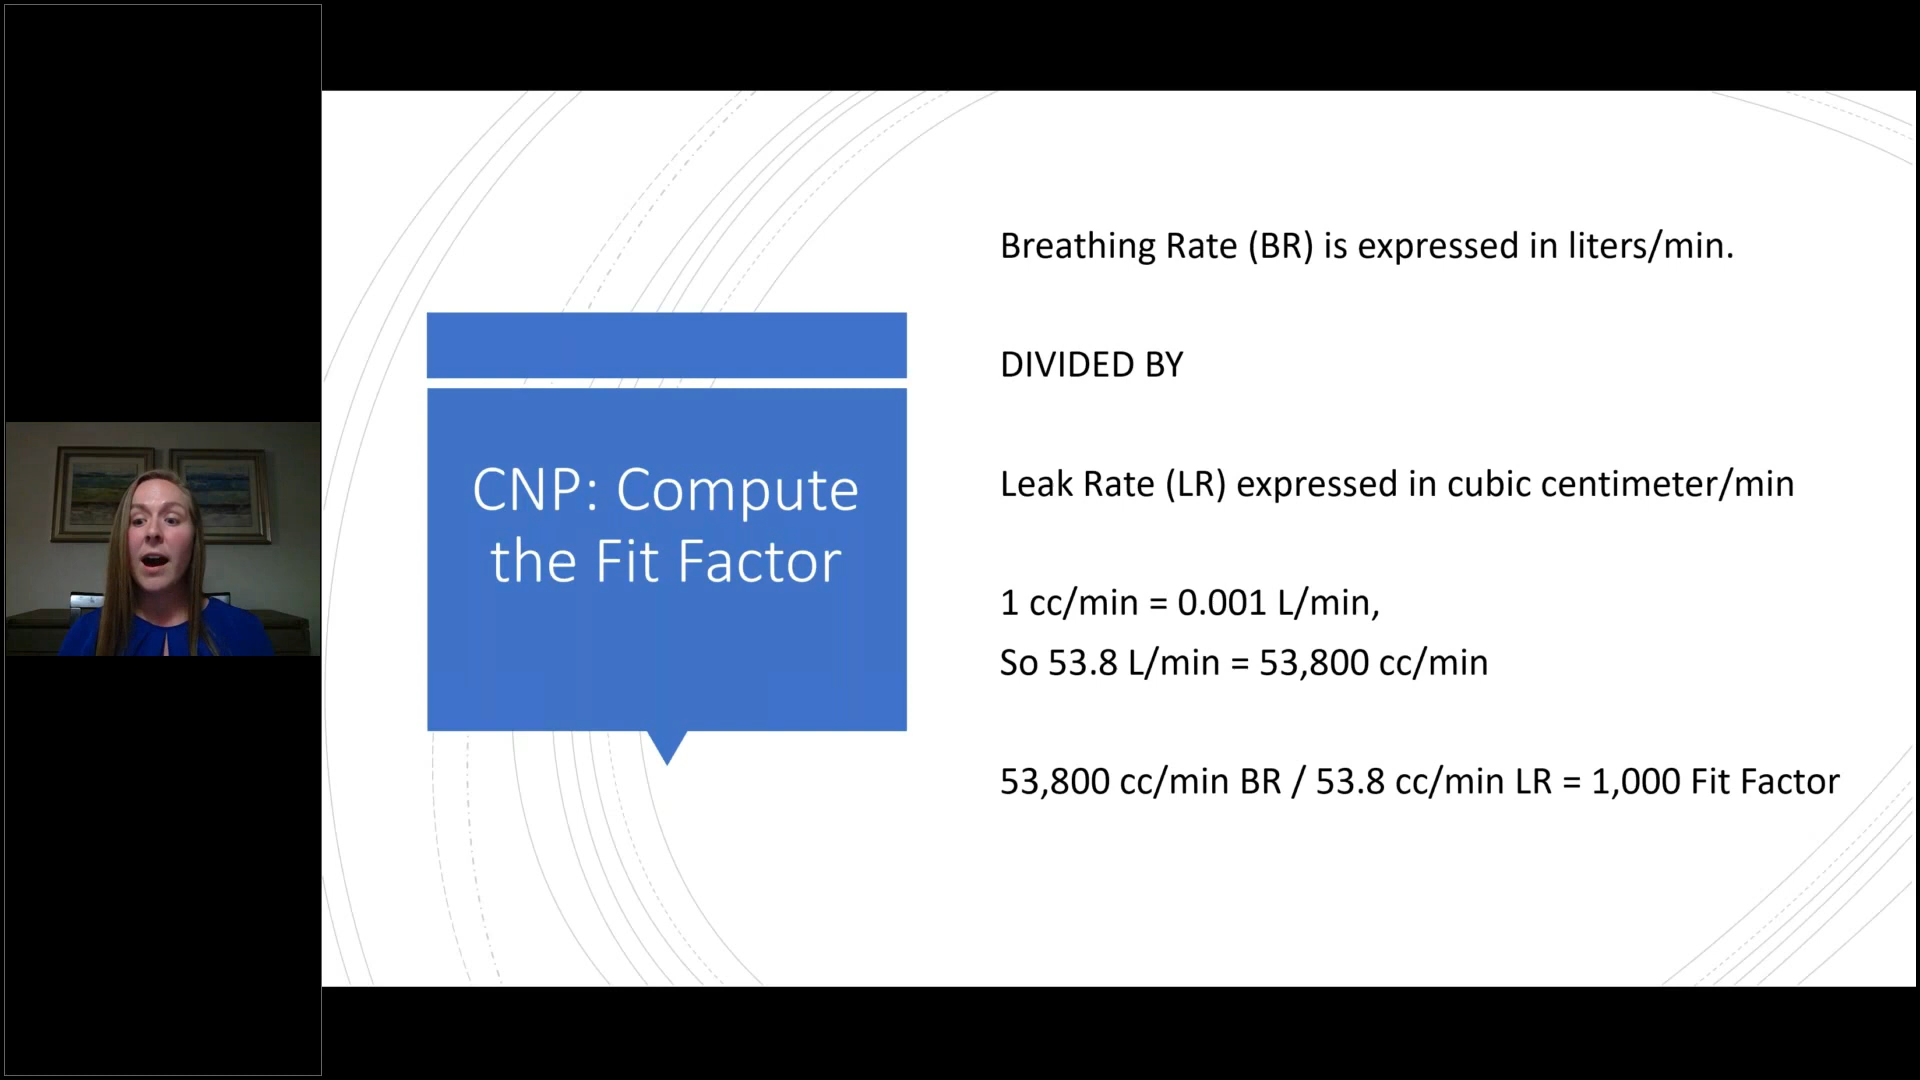 CNP: Compute
the Fit Factor
Breathing Rate (BR) is expressed in liters/min.
DIVIDED BY
Leak Rate (LR) expressed in cubic centimeter/min
1 cc/min = 0.001 L/min,
So 53.8 L/min = 53,800 cc/min
53,800 cc/min BR / 53.8 cc/min LR = 1,000 Fit Factor